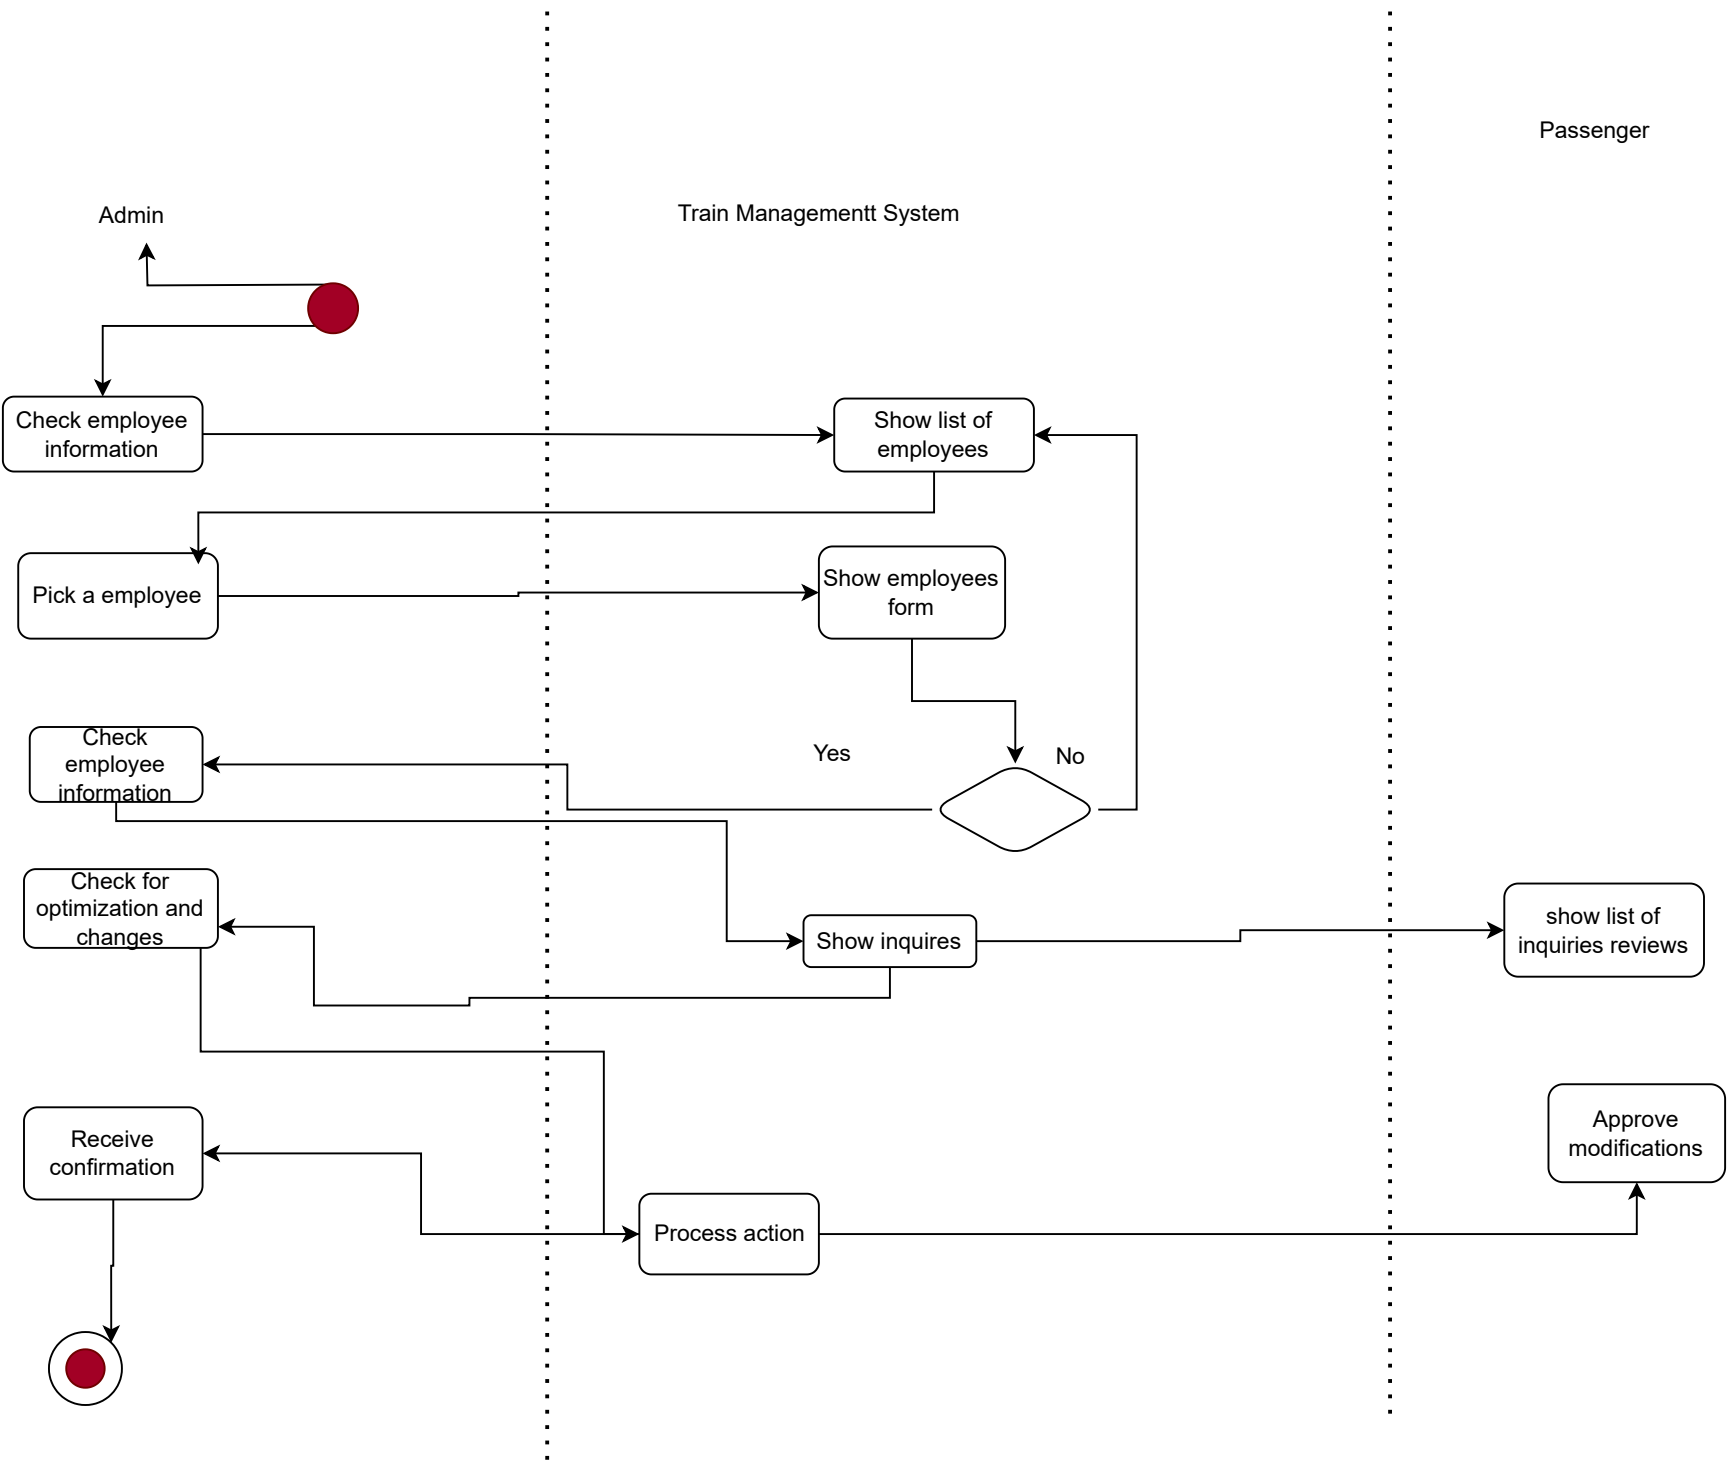 Passenger
Admin
Train Managementt System
Check employee
information
Show list of
employees
Pick a employee
Show employees
form
Check
employee
information
Yes
No
Check for
optimization and
changes
Show inquires
show list of
inquiries reviews
Receive
confirmation
Process action
Approve
modifications